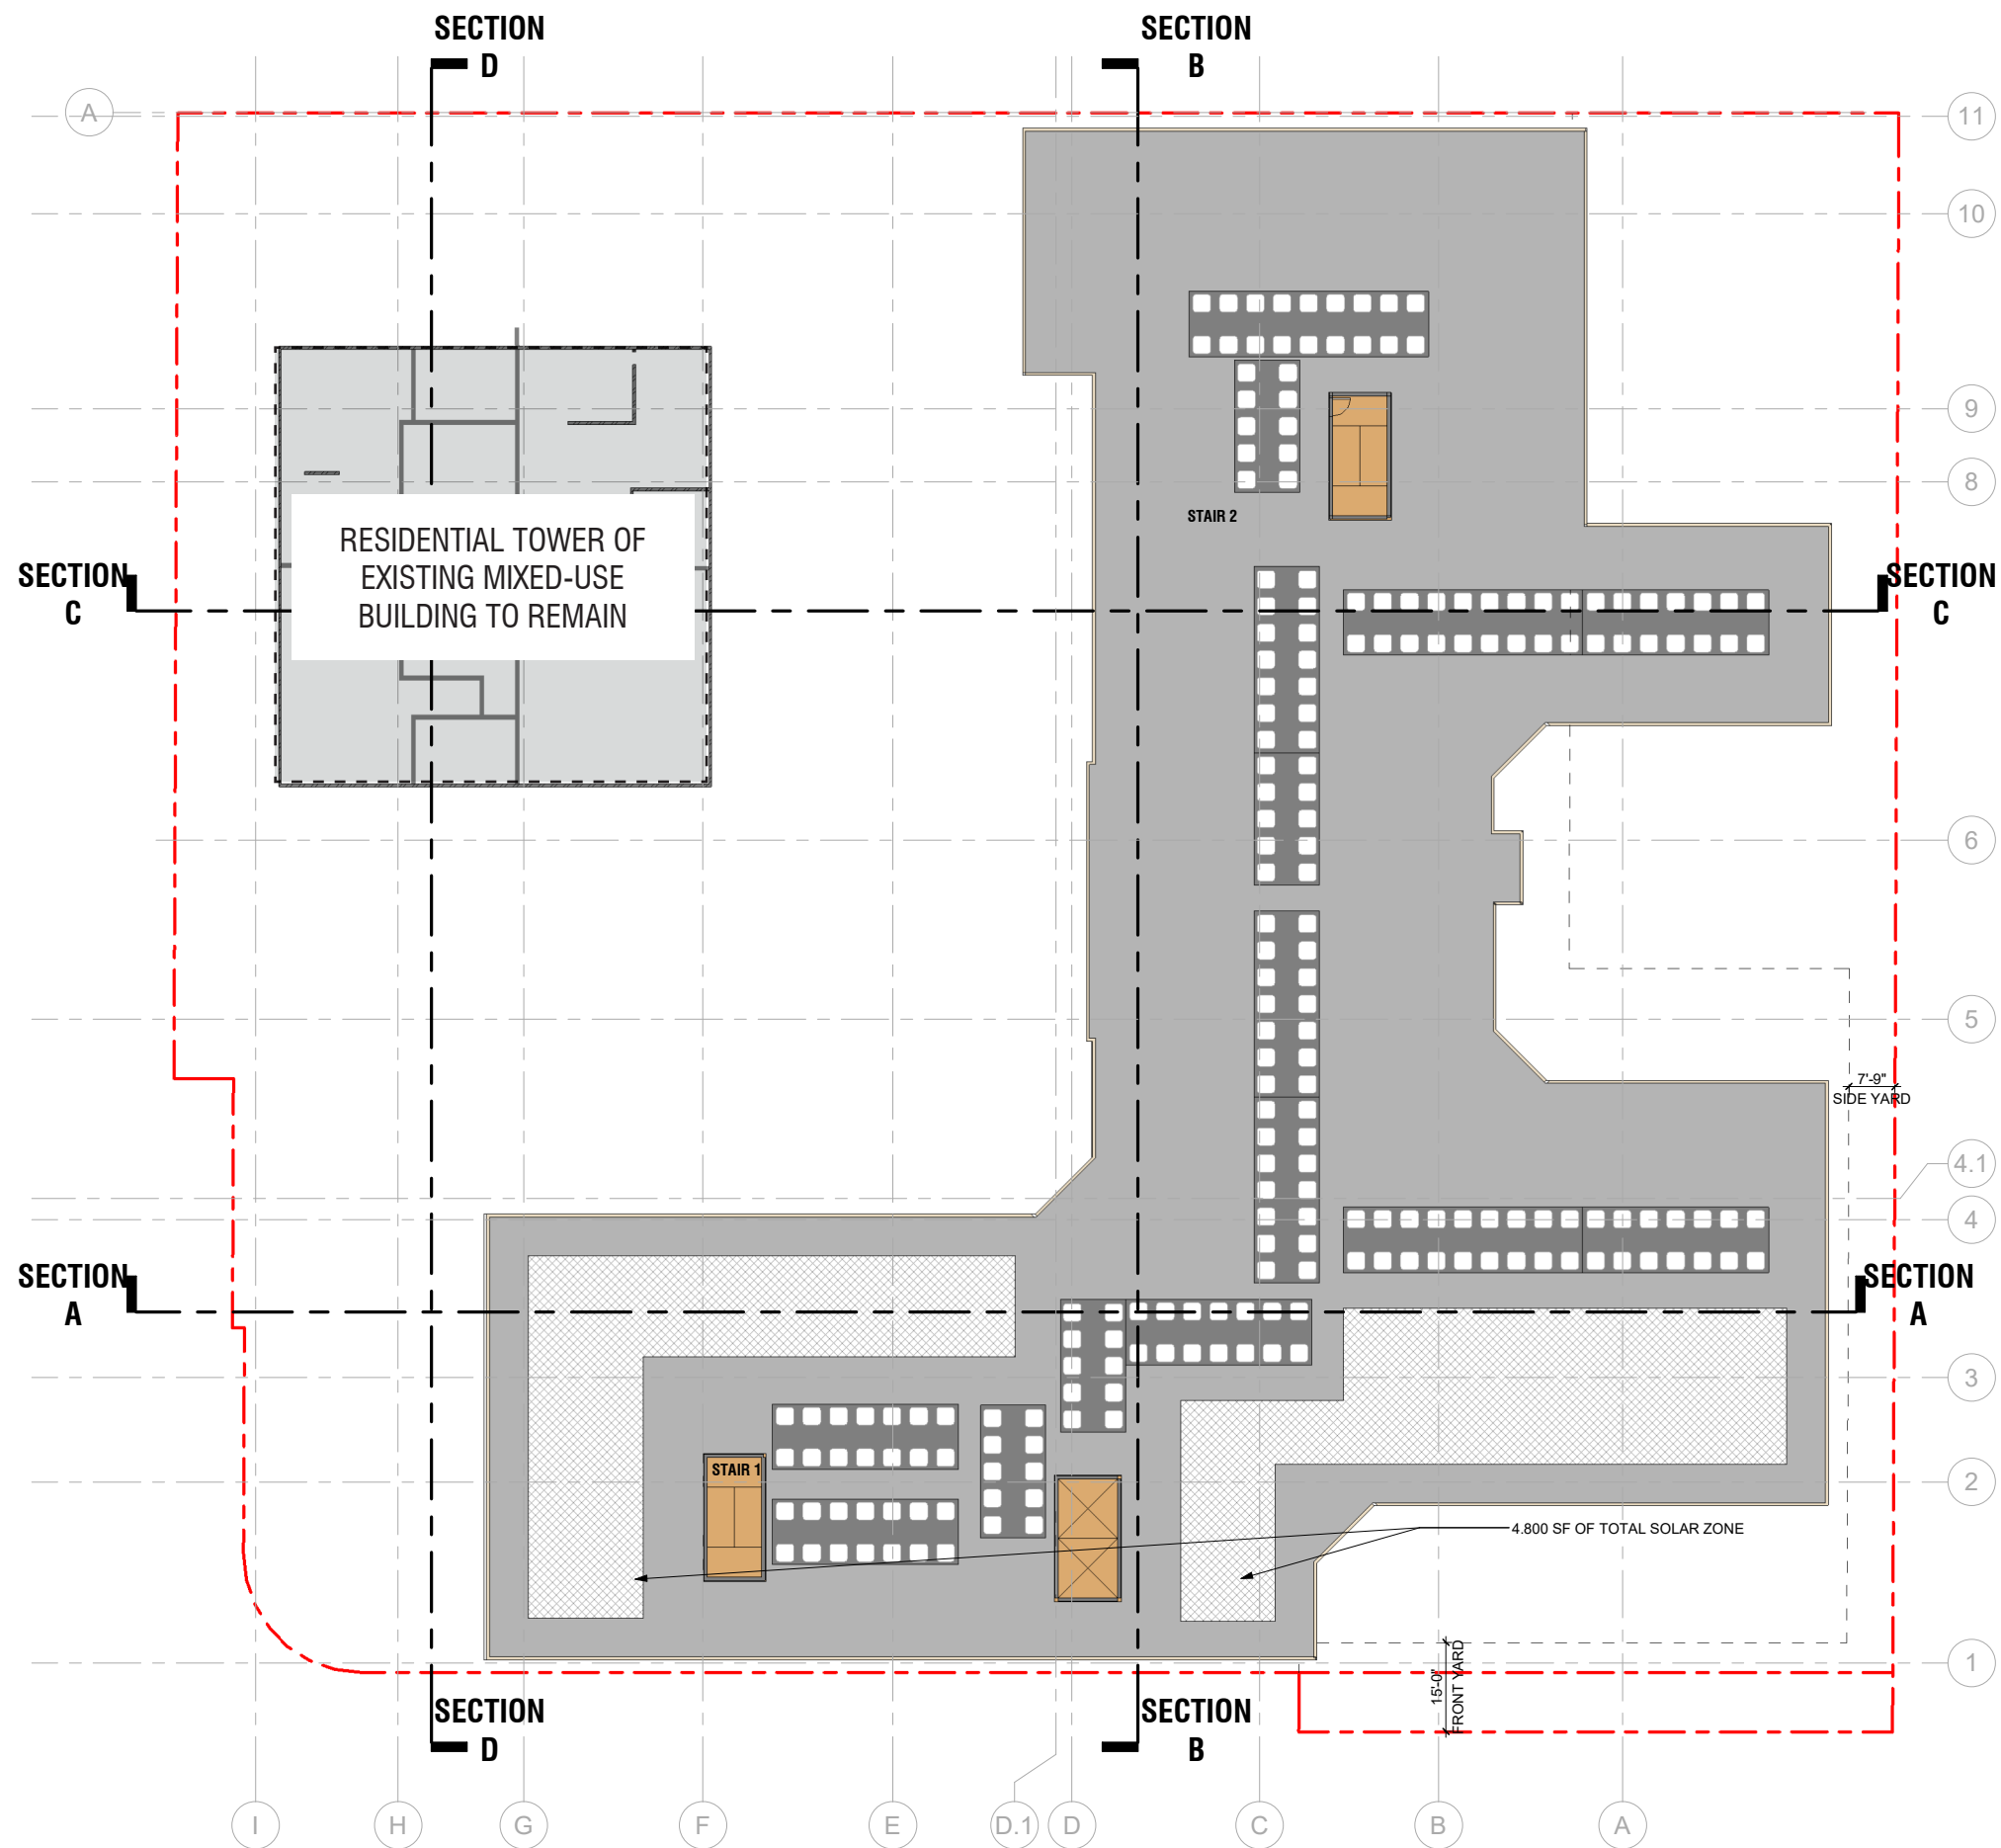 SECTION
D
SECTION
B
A
11
10
9
8
STAIR 2
RESIDENTIAL TOWER OF
EXISTING MIXED-USE
BUILDING TO REMAIN
SECTION
C
SECTION
C
6
5
7'-9"
SIDE YARD
4.1
4
SECTION
A
SECTION
A
3
STAIR 1
2
4.800 SF OF TOTAL SOLAR ZONE
15'-0"
FRONT YARD
1
SECTION
D
SECTION
B
I
H
G
F
E
D.1
D
C
B
A